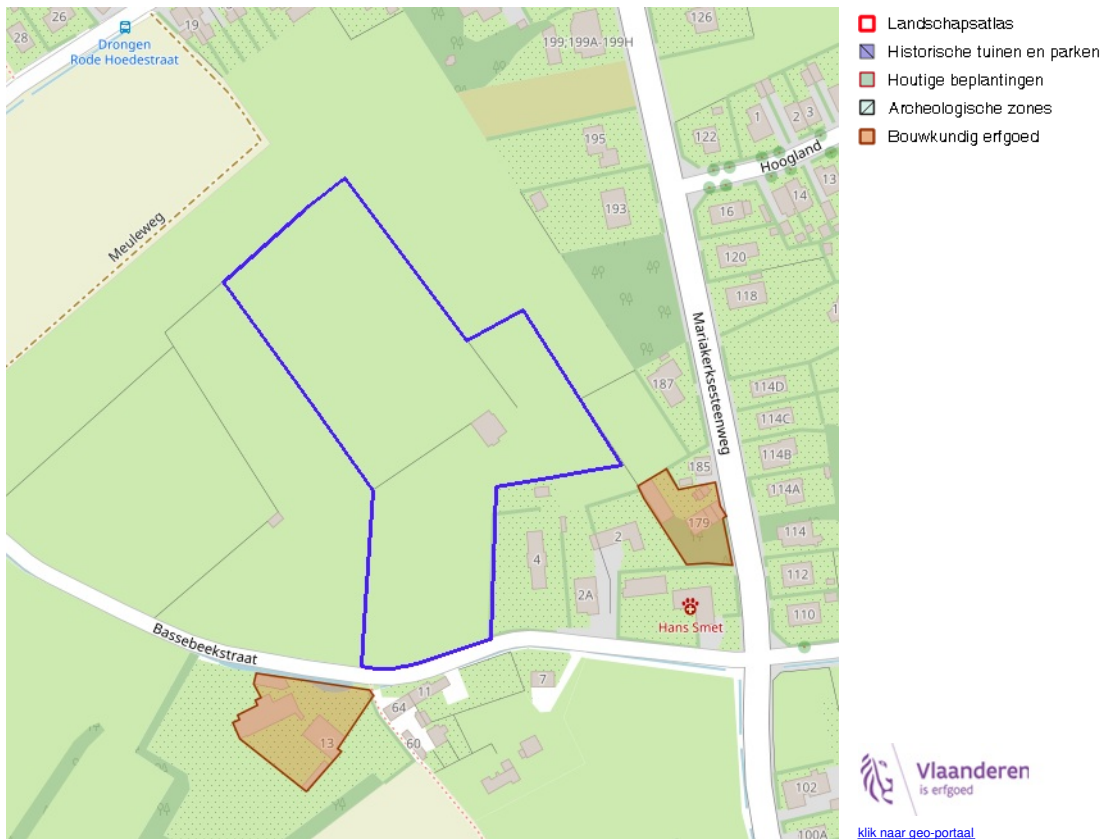 28
26
19
Drongen
Rode Hoedestraat
199;199A-199H
126
195
122
1
2
3
Hoogland
13
14
193
16
Meuleweg
120
118
Mariakerksesteenweg
187
114D
114C
114B
185
114A
179
114
4
2
2A
112
110
Hans Smet
Bassebeekstraat
7
11
64
60
13
102
100A
Landschapsatlas
Historische tuinen en parken
Houtige beplantingen
Archeologische zones
Bouwkundig erfgoed
Vlaanderen
is erfgoed
klik naar geo-portaal